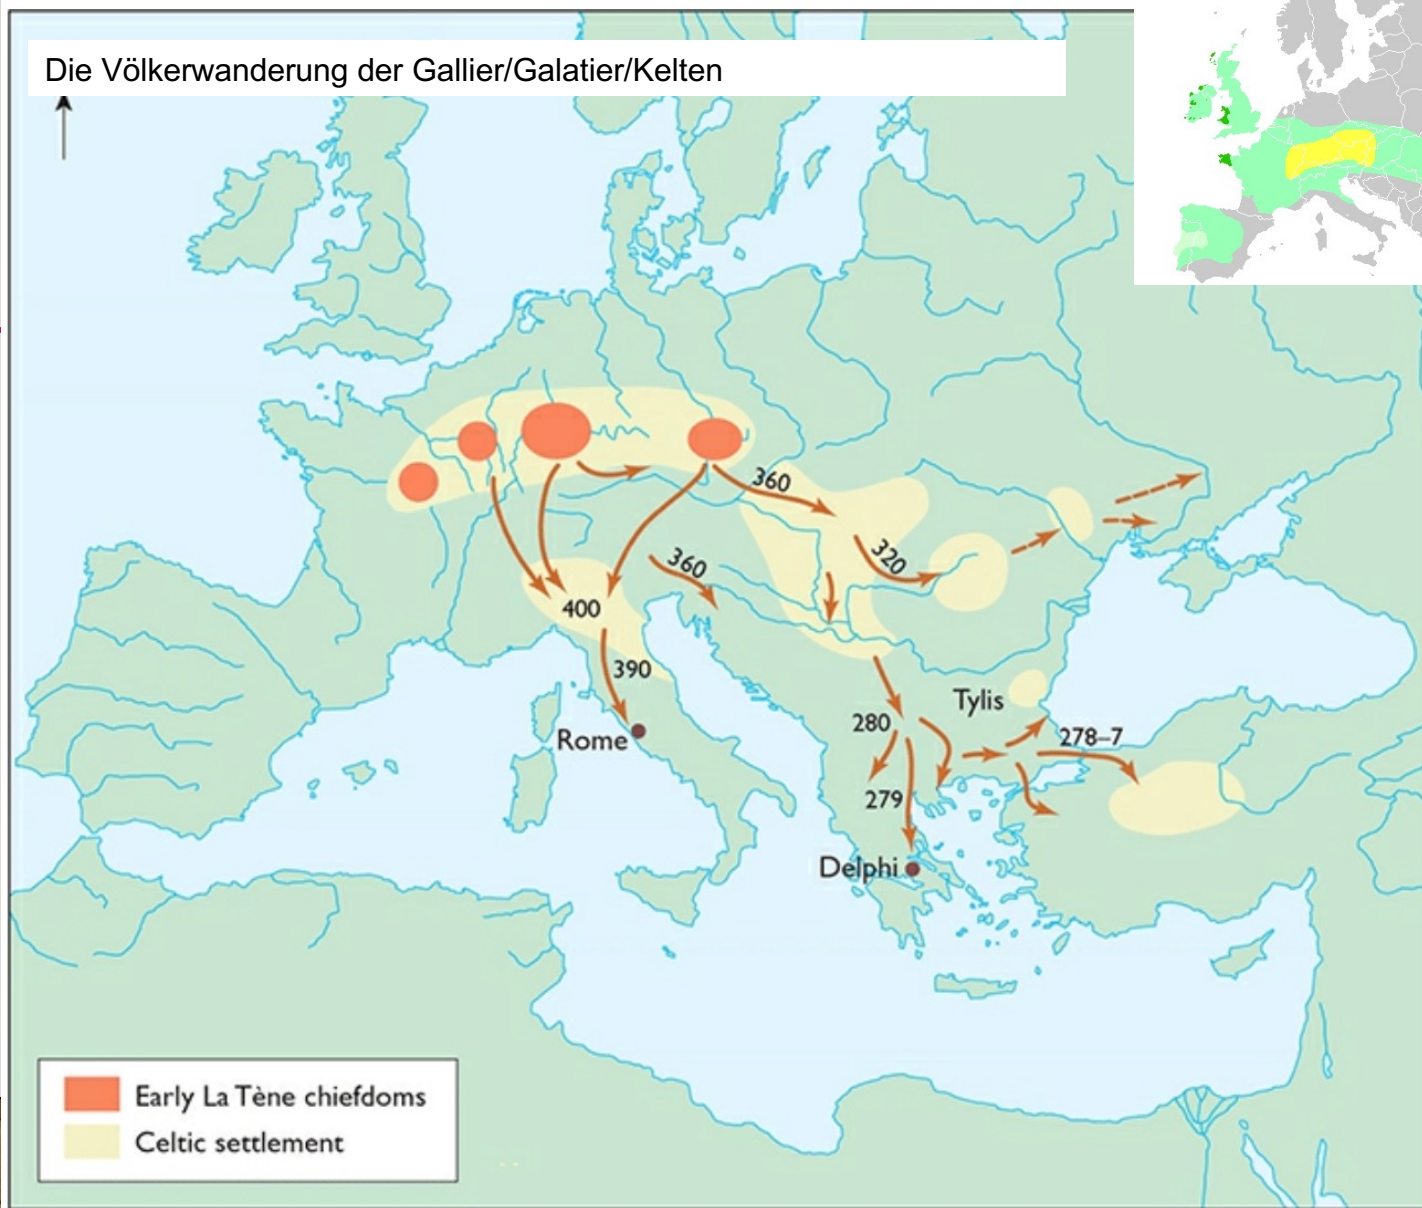 Die Völkerwanderung der Gallier/Galatier/Kelten
360
320
360
400
390
Tylis
280
278–7
Rome
279
Delphi
Early La Tène chiefdoms
Celtic settlement